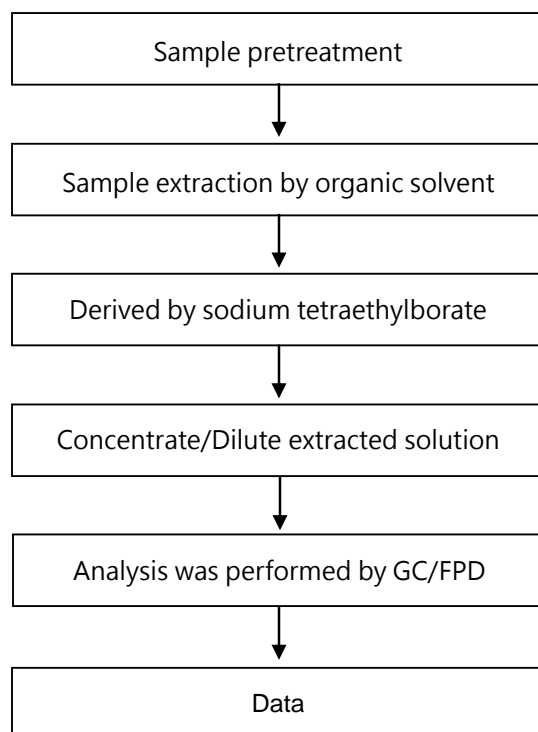 Sample pretreatment
Sample extraction by organic solvent
Derived by sodium tetraethylborate
Concentrate/Dilute extracted solution
Analysis was performed by GC/FPD
Data